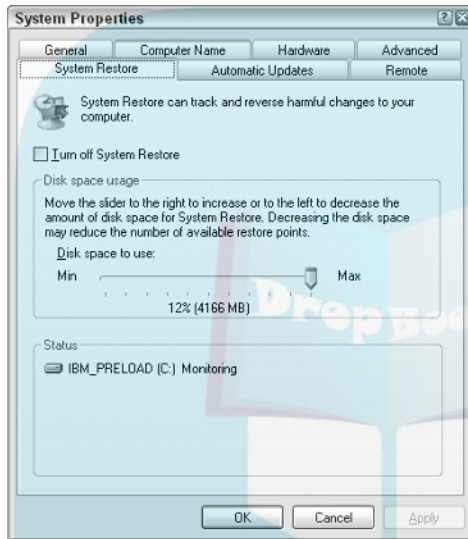 System Properties
General
Computer Name
Hardware
Advanced
System Restore
Automatic Updates
Remote
System Restore can track and reverse harmful changes to your
computer.
Turn off System Restore
Disk space usage
Move the slider to the right to increase or to the left to decrease the
amount of disk space for System Restore. Decreasing the disk space
may reduce the number of available restore points.
Disk space to use:
Min
Max
12% (4166 MB)
Status
IBM_PRELOAD (C:) Monitoring
OK
Cancel
Apply